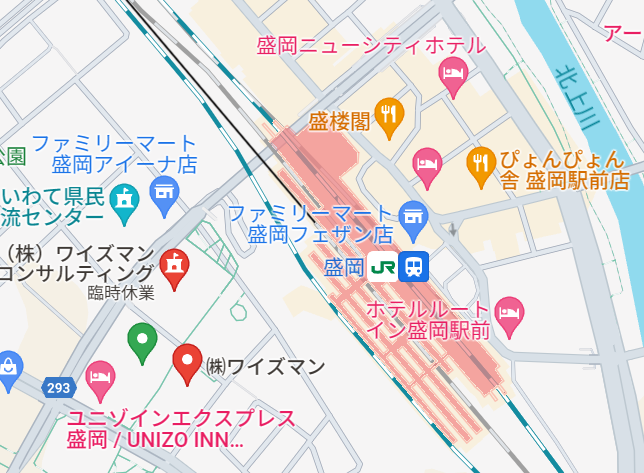 盛岡ニューシティホテル
アー
北上川
盛楼閣
ファミリーマート
盛岡アイーナ店
公園
ぴょんぴょん
舎 盛岡駅前店
いわて県民
流センター
ファミリーマート
盛岡フェザン店
（株）ワイズマン
コンサルティング
臨時休業
盛岡 JR
ホテルルート
イン盛岡駅前
㈱ワイズマン
293
ユニゾインエクスプレス
盛岡 / UNIZO INN...